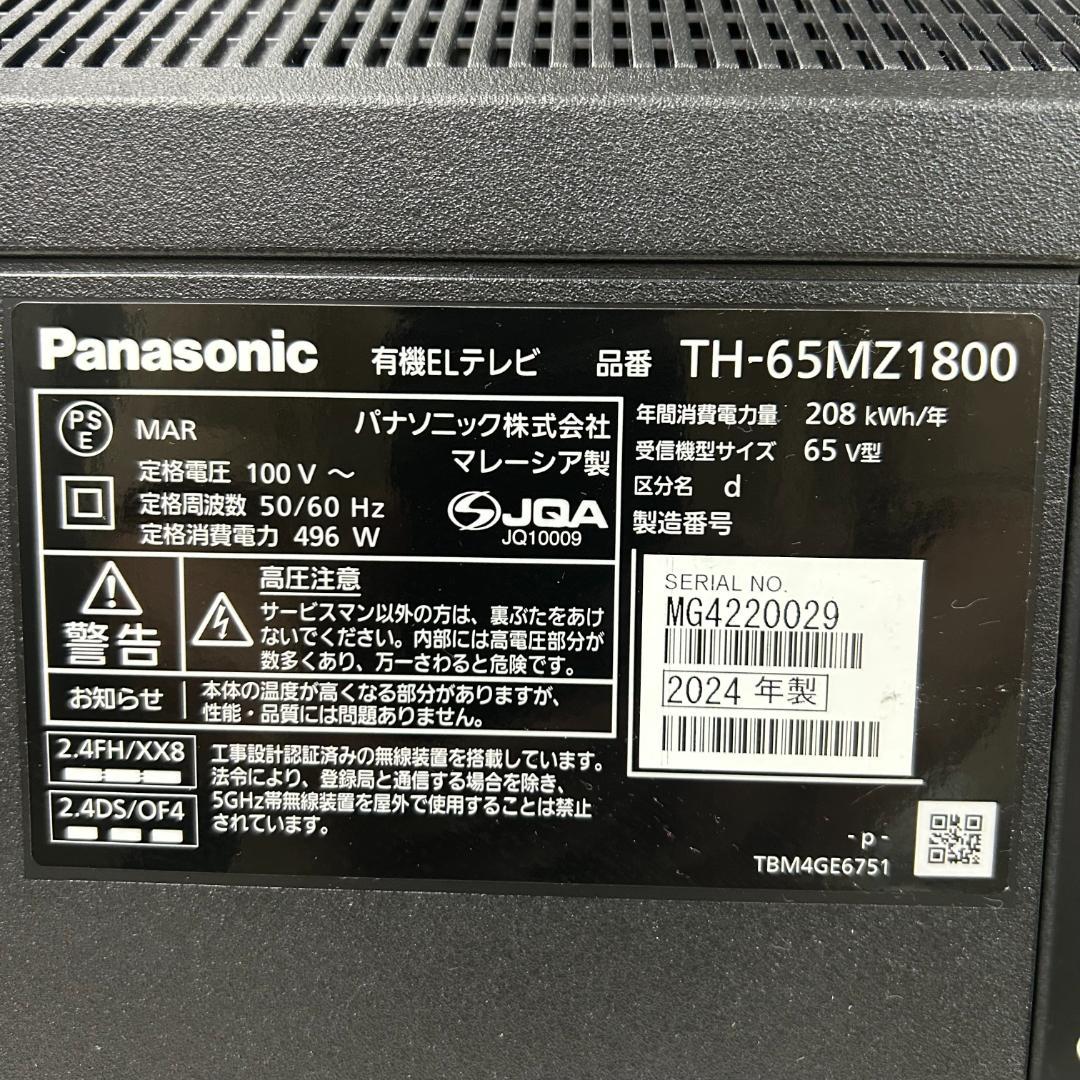 Panasonic 有機ELテレビ 品番 TH-65MZ1800
PS
E
MAR
パナソニック株式会社
マレーシア製
定格電圧 100 V ～
定格周波数 50/60 Hz
定格消費電力 496 W
JQA
JQ10009
警告
高圧注意
サービスマン以外の方は、裏ぶたをあけ
ないでください。内部には高電圧部分が
数多くあり、万一さわると危険です。
お知らせ
本体の温度が高くなる部分がありますが、
性能・品質には問題ありません。
2.4FH/XX8
2.4DS/OF4
工事設計認証済みの無線装置を搭載しています。
法令により、登録局と通信する場合を除き、
5GHz帯無線装置を屋外で使用することは禁止
されています。
年間消費電力量 208 kWh/年
受信機型サイズ 65 V型
区分名 d
製造番号
SERIAL NO.
MG4220029
2024 年製
- p -
TBM4GE6751